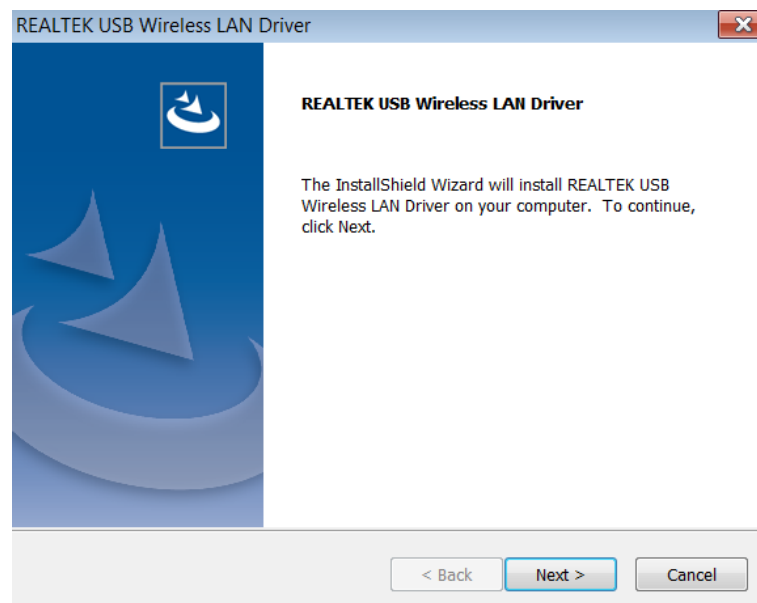 REALTEK USB Wireless LAN Driver
REALTEK USB Wireless LAN Driver
The InstallShield Wizard will install REALTEK USB
Wireless LAN Driver on your computer. To continue,
click Next.
< Back
Next >
Cancel